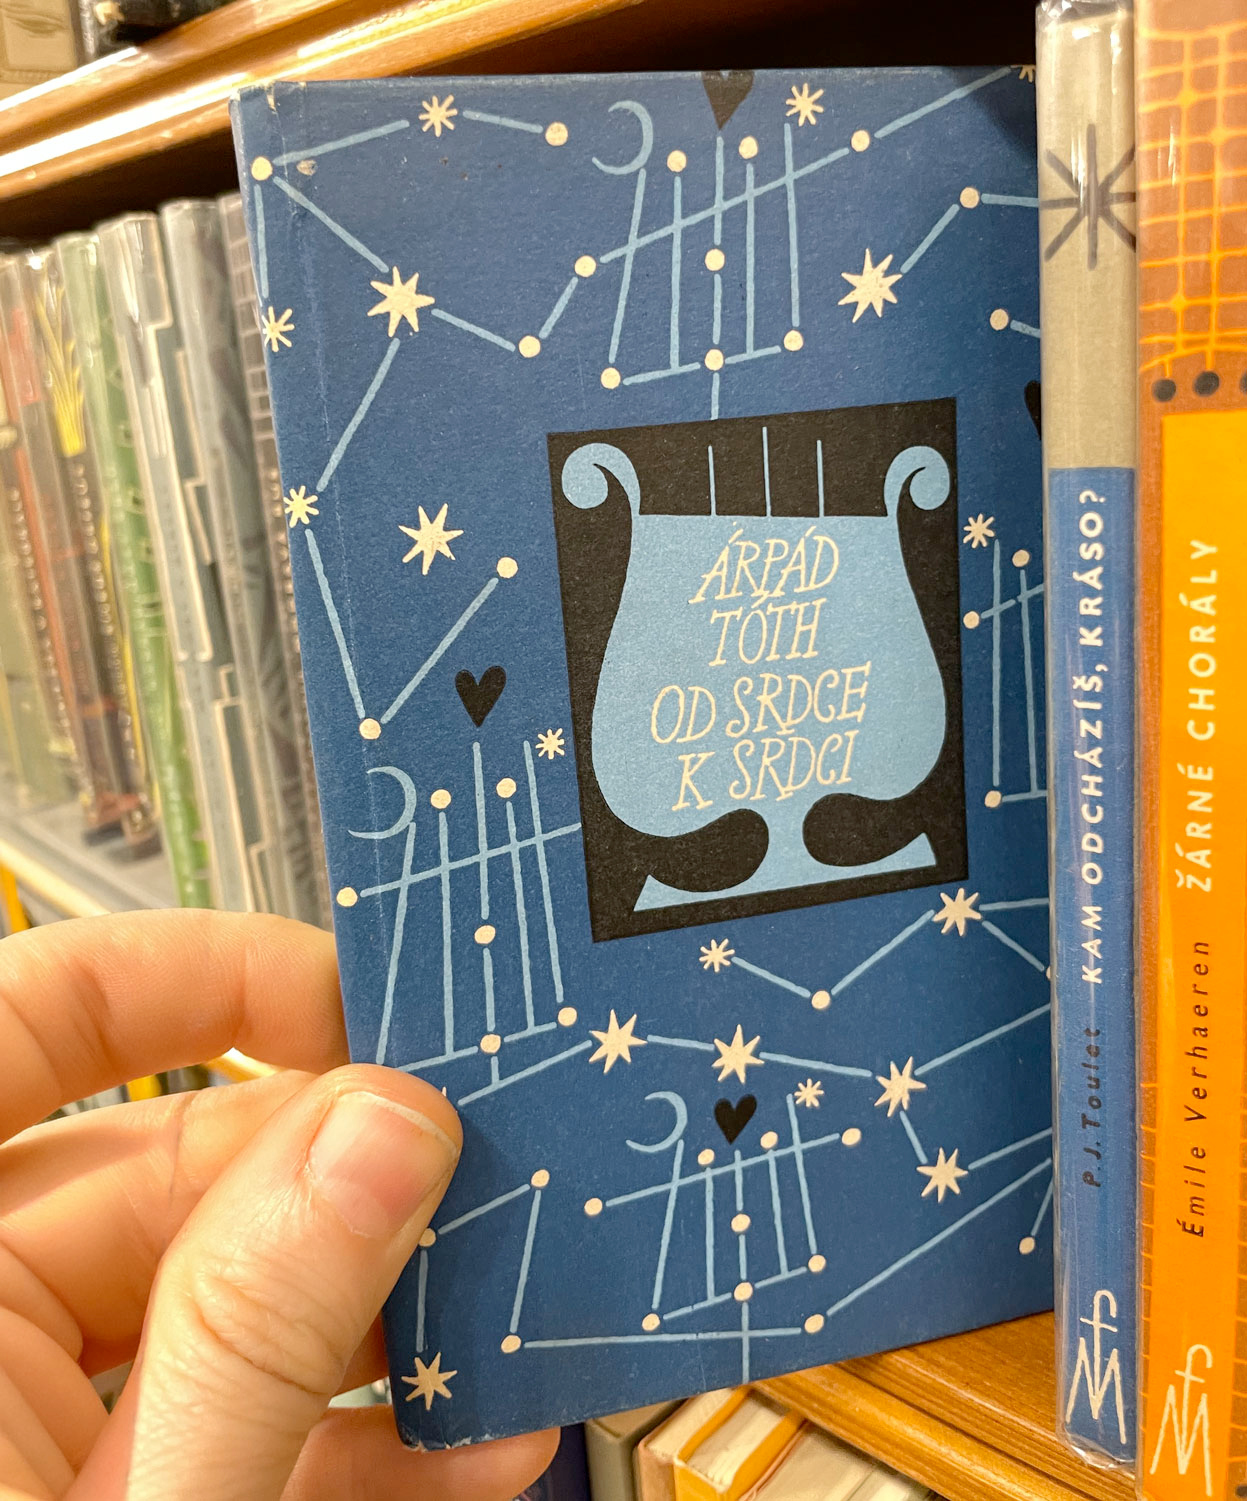 ÁRPÁD
TÓTH
OD SRDCE
K SRDCI
P. J. Toulet KAM ODCHÁZÍŠ, KRÁSO?
Émile Verhaeren ŽÁRNÉ CHORÁLY